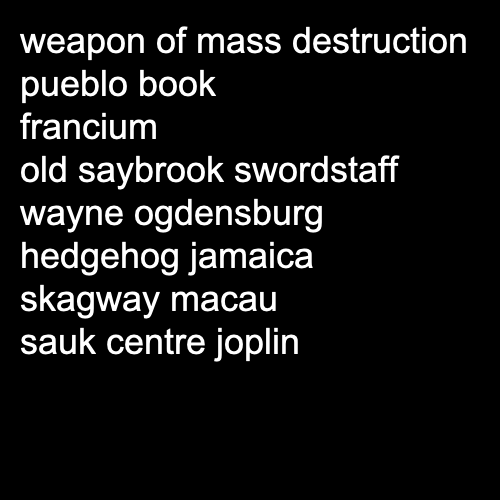 weapon of mass destruction
pueblo book
francium
old saybrook swordstaff
wayne ogdensburg
hedgehog jamaica
skagway macau
sauk centre joplin